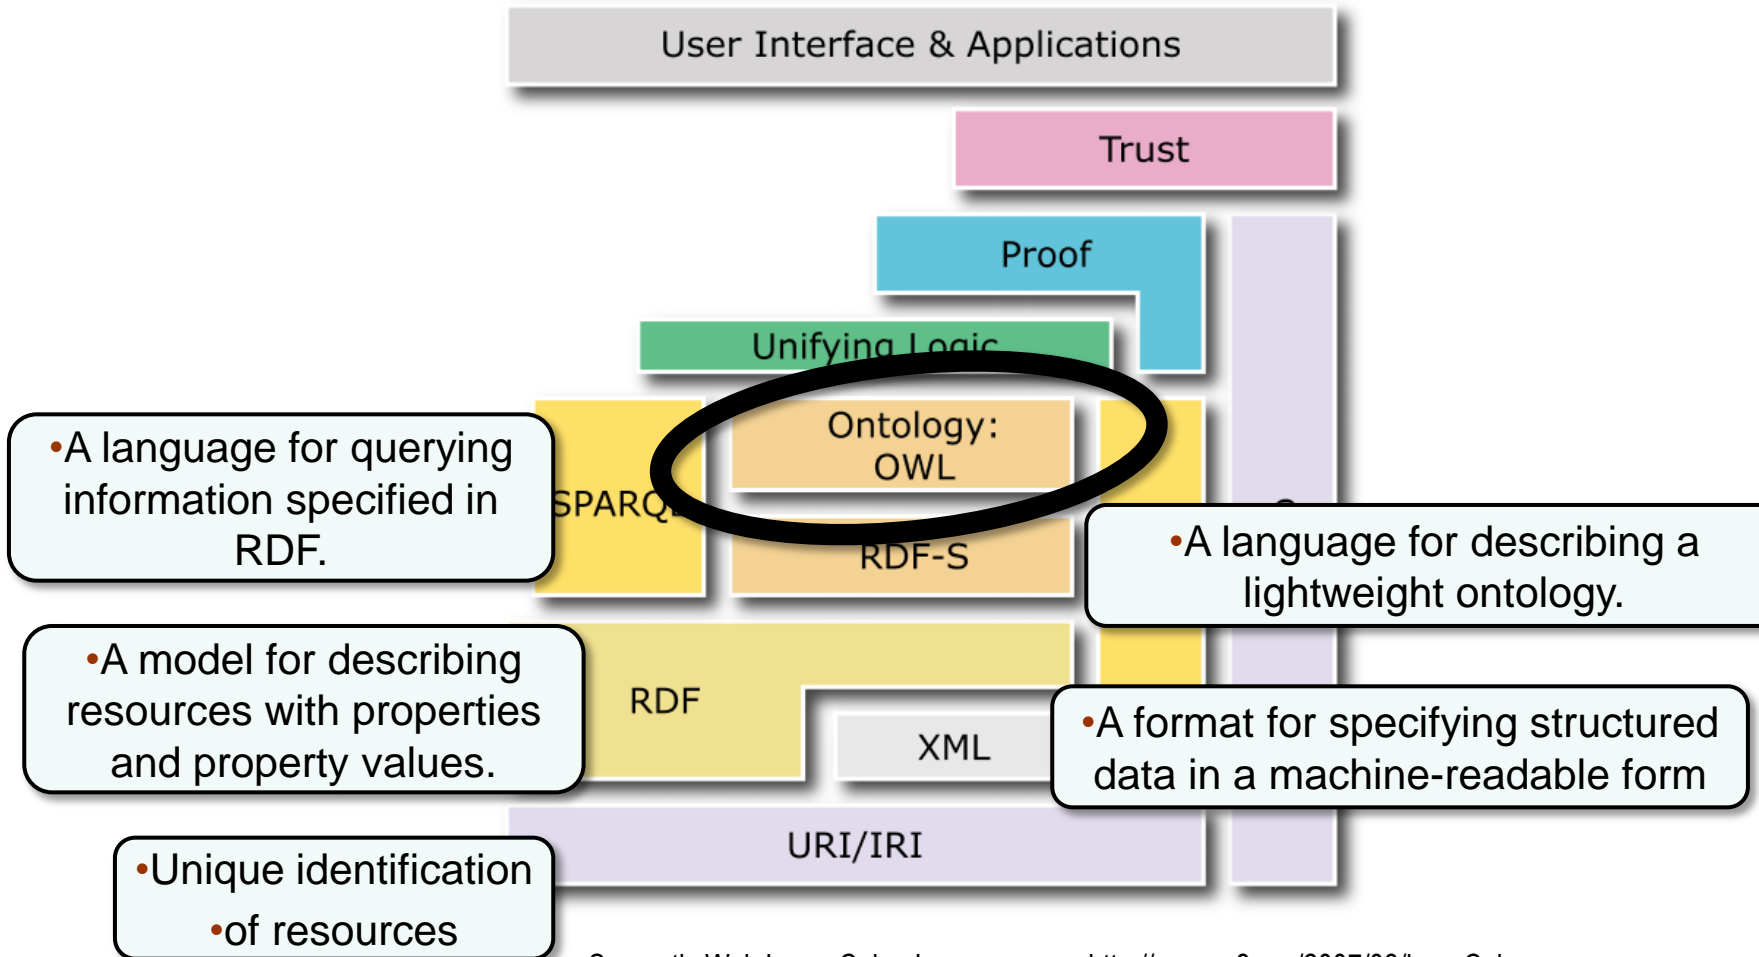 User Interface & Applications
Trust
Proof
Unifying Logic
Ontology:
OWL
•A language for querying
information specified in
RDF.
SPARQL
RDF-S
•A language for describing a
lightweight ontology.
•A model for describing
resources with properties
and property values.
RDF
XML
•A format for specifying structured
data in a machine-readable form
URI/IRI
•Unique identification
•of resources